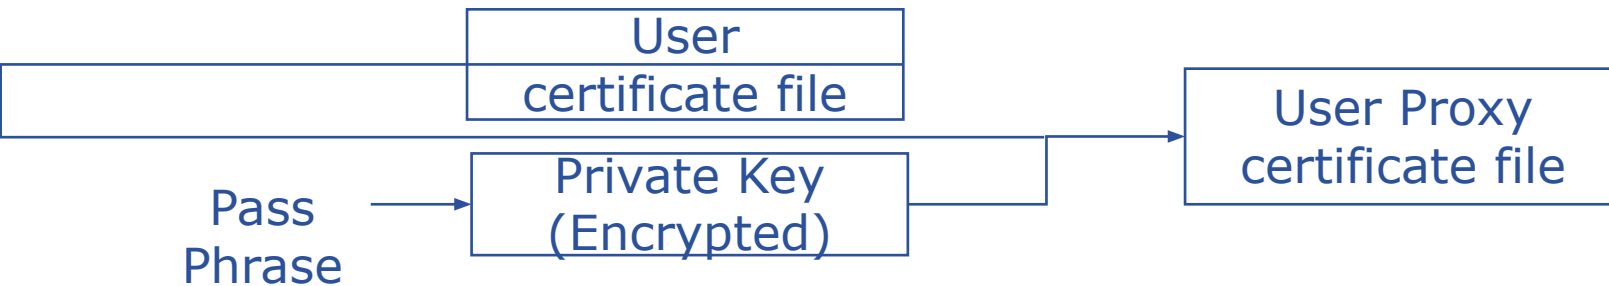 User
certificate file
User Proxy
certificate file
Private Key
(Encrypted)
Pass
Phrase